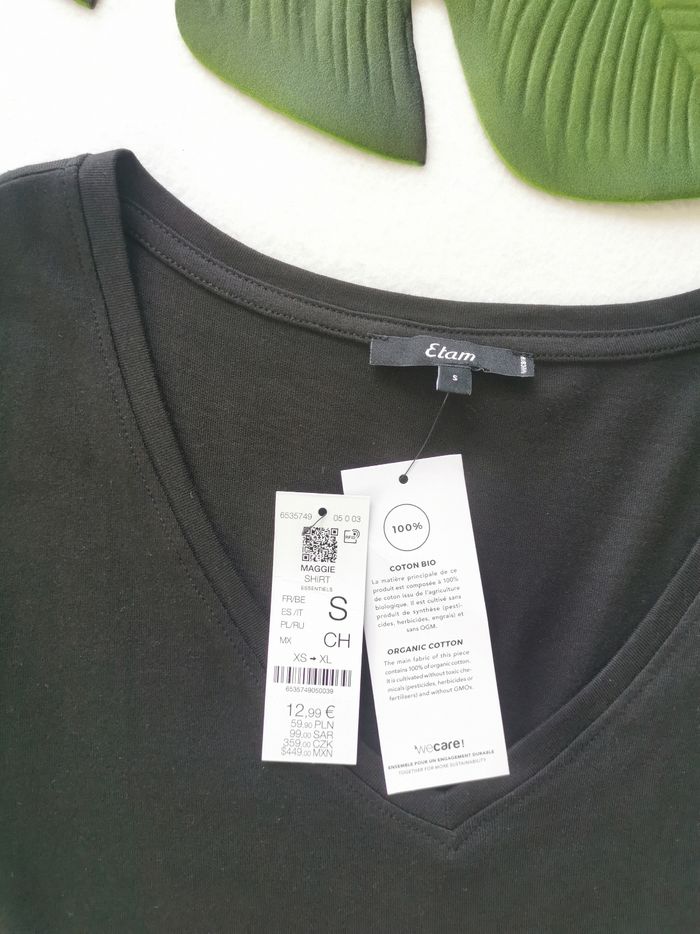 Etam
S
6535749 05 0 03
RFID
MAGGIE
SHIRT
ESSENTIELS
FR/BE
ES/IT
PL/RU
S
MX
CH
XS → XL
6535749050039
12,99 €
59,90 PLN
99,00 SAR
359,00 CZK
$449,00 MXN
100%
COTON BIO
La matière principale de ce
produit est composée à 100%
de coton issu de l'agriculture
biologique. Il est cultivé sans
produit de synthèse (pesti-
cides, herbicides, engrais) et
sans OGM.
ORGANIC COTTON
The main fabric of this piece
contains 100% of organic cotton.
It is cultivated without toxic che-
micals (pesticides, herbicides or
fertilisers) and without GMOs.
wecare!
ENSEMBLE POUR UN ENGAGEMENT DURABLE
TOGETHER FOR MORE SUSTAINABILITY